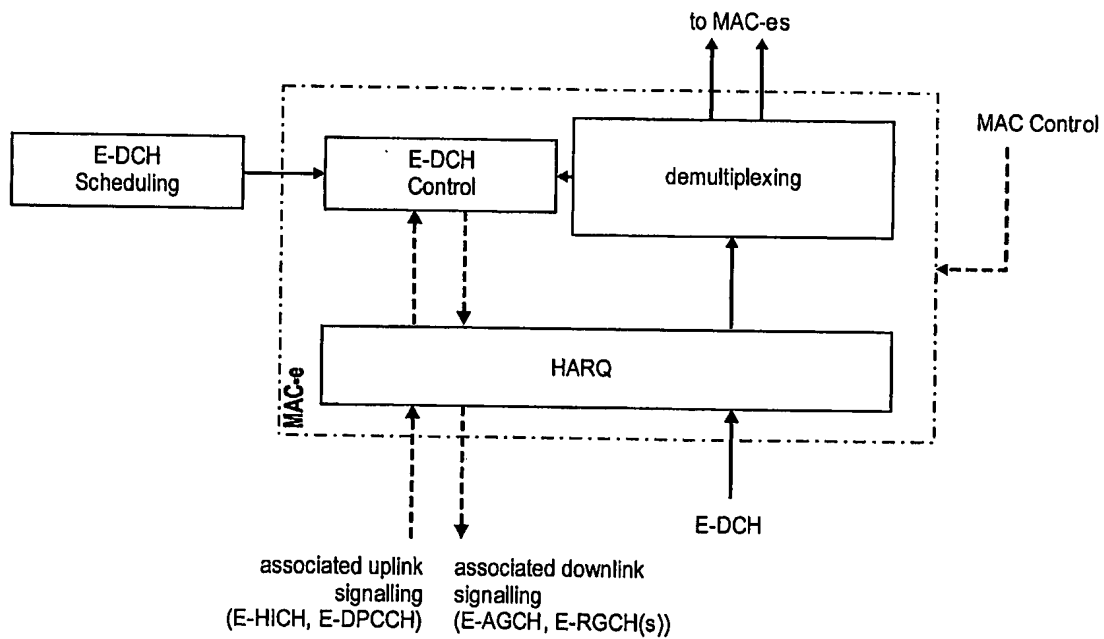 to MAC-es
MAC Control
E-DCH
Scheduling
E-DCH
Control
demultiplexing
HARQ
MAC-e
E-DCH
associated uplink
signalling
(E-HICH, E-DPCCH)
associated downlink
signalling
(E-AGCH, E-RGCH(s))